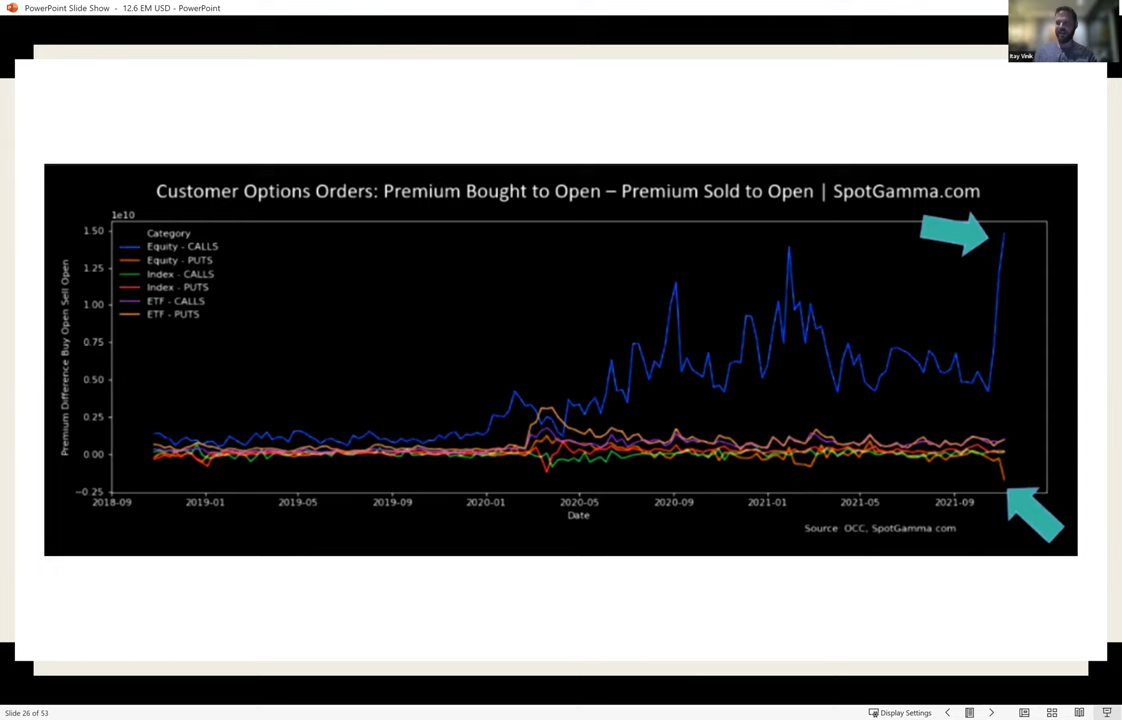 PowerPoint Slide Show - 12.6 EM USD - PowerPoint
Itay Vinik
Customer Options Orders: Premium Bought to Open – Premium Sold to Open | SpotGamma.com
1e10
Category
Equity - CALLS
Equity - PUTS
Index - CALLS
Index - PUTS
ETF - CALLS
ETF - PUTS
Premium Difference Buy Open Sell Open
1.50
1.25
1.00
0.75
0.50
0.25
0.00
−0.25
2018-09 2019-01 2019-05 2019-09 2020-01 2020-05 2020-09 2021-01 2021-05 2021-09
Date
Source OCC, SpotGamma com
Slide 26 of 53
Display Settings